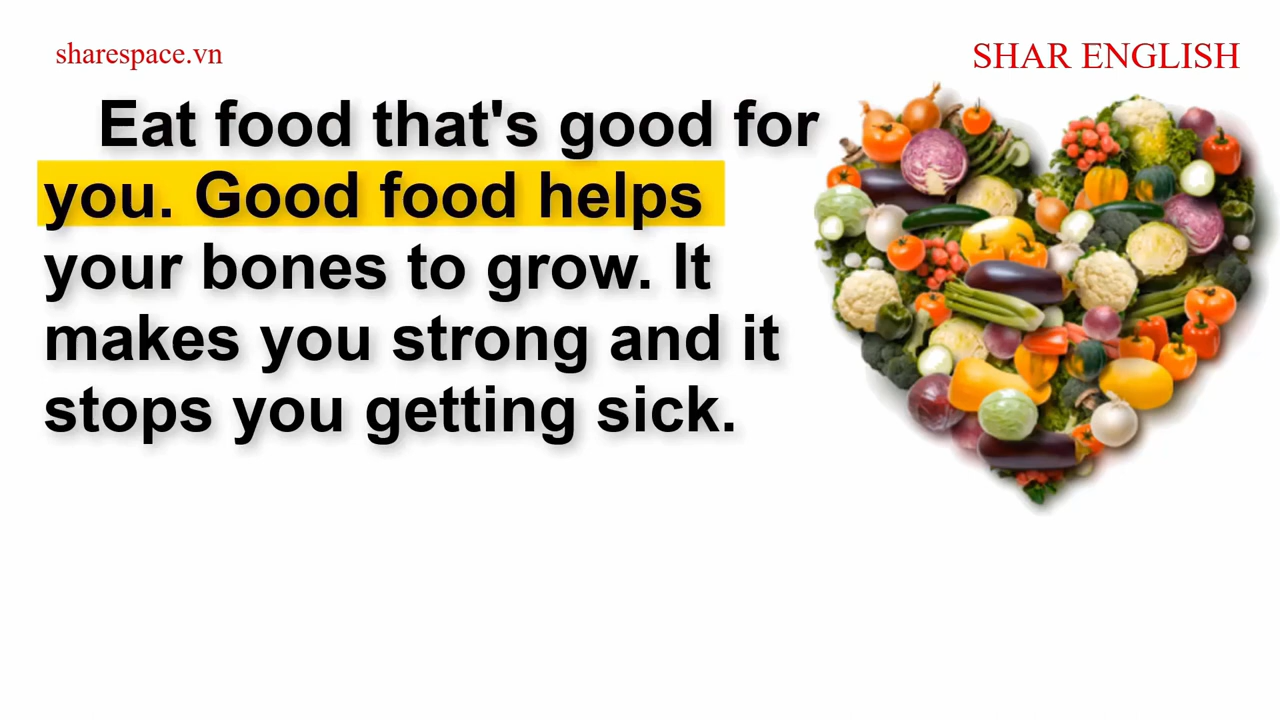 sharespace.vn
SHAR ENGLISH
Eat food that's good for
you. Good food helps
your bones to grow. It
makes you strong and it
stops you getting sick.